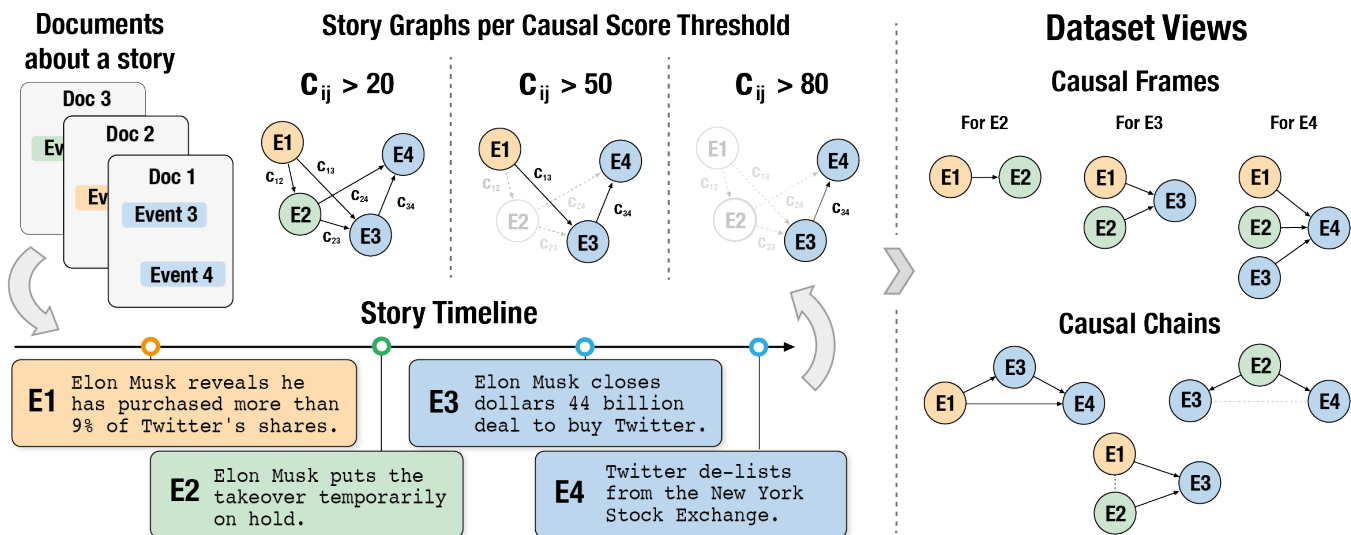 Documents
about a story
Doc 3
Ev
Doc 2
Ev
Doc 1
Event 3
Event 4
Story Graphs per Causal Score Threshold
C ij > 20
E1
E4
C13
C12
C24
C34
E2
E3
C23
C ij > 50
E1
E4
C13
C12
C24
C34
E2
E3
C23
C ij > 80
E1
E4
C13
C12
C24
C34
E2
E3
C23
Story Timeline
E1
Elon Musk reveals he
has purchased more than
9% of Twitter's shares.
E3
Elon Musk closes
dollars 44 billion
deal to buy Twitter.
E2
Elon Musk puts the
takeover temporarily
on hold.
E4
Twitter de-lists
from the New York
Stock Exchange.
Dataset Views
Causal Frames
For E2
For E3
For E4
E1
E2
E1
E2
E3
E1
E2
E3
E4
Causal Chains
E1
E3
E4
E2
E3
E4
E1
E2
E3